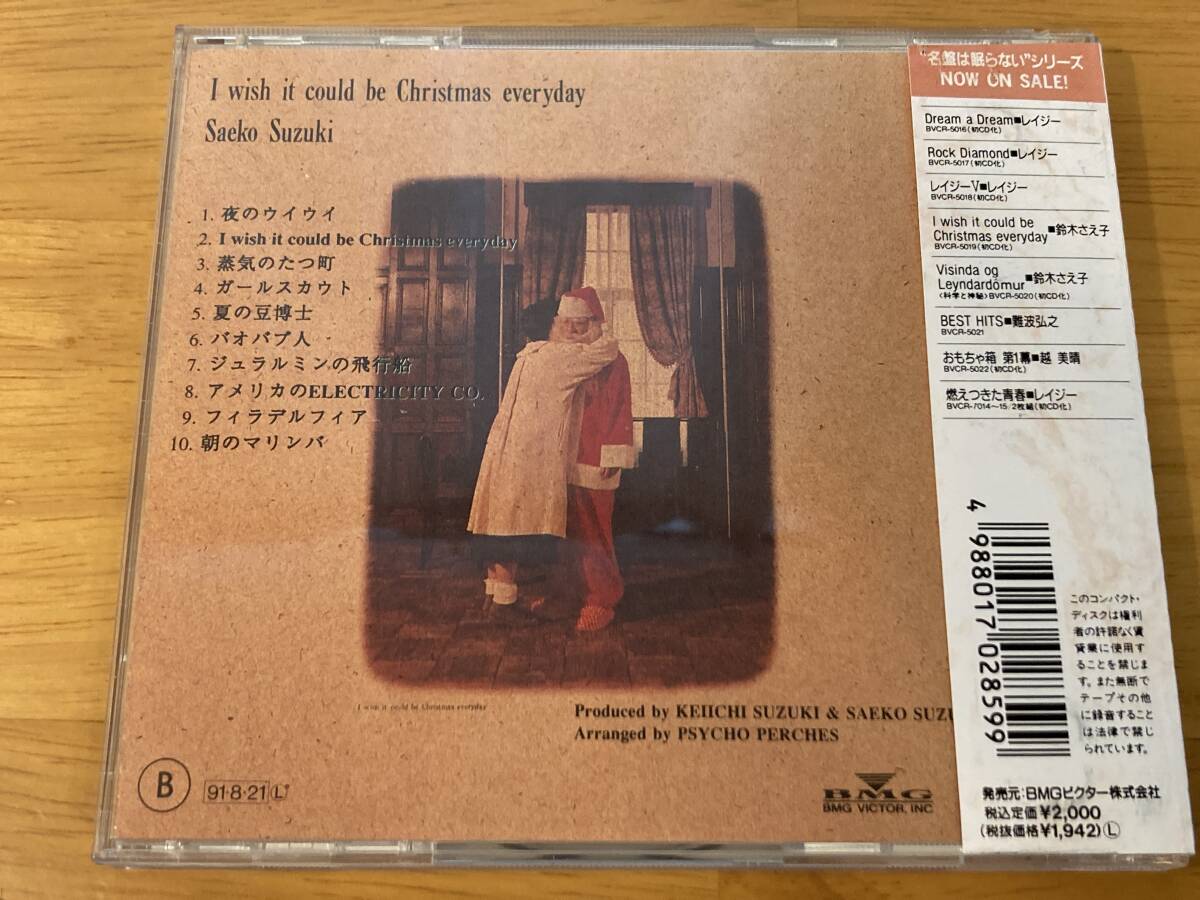 I wish it could be Christmas everyday
Saeko Suzuki
1. 夜のウイウイ
2. I wish it could be Christmas everyday
3. 蒸気のたつ町
4. ガールスカウト
5. 夏の豆博士
6. バオバブ人
7. ジュラルミンの飛行船
8. アメリカのELECTRICITY CO.
9. フィラデルフィア
10. 朝のマリンバ
I wish it could be Christmas everyday
Produced by KEIICHI SUZUKI & SAEKO SUZU
Arranged by PSYCHO PERCHES
B
91・8・21 L
BMG
BMG VICTOR, INC
"名盤は眠らない"シリーズ
NOW ON SALE!
Dream a Dream■レイジー
BVCR-5016(初CD化)
Rock Diamond■レイジー
BVCR-5017(初CD化)
レイジーV■レイジー
BVCR-5018(初CD化)
I wish it could be
Christmas everyday■鈴木さえ子
BVCR-5019(初CD化)
Visinda og
Leyndardómur■鈴木さえ子
〈科学と神秘〉BVCR-5020(初CD化)
BEST HITS■難波弘之
BVCR-5021
おもちゃ箱 第1幕■越 美晴
BVCR-5022(初CD化)
燃えつきた青春■レイジー
BVCR-7014〜15/2枚組(初CD化)
4 988017 028599
このコンパクト・
ディスクは権利
者の許諾なく賃
貸業に使用す
ることを禁じま
す。また無断で
テープその他
に録音すること
は法律で禁じ
られています。
発売元:BMGビクター株式会社
税込定価¥2,000
(税抜価格¥1,942)Ⓛ